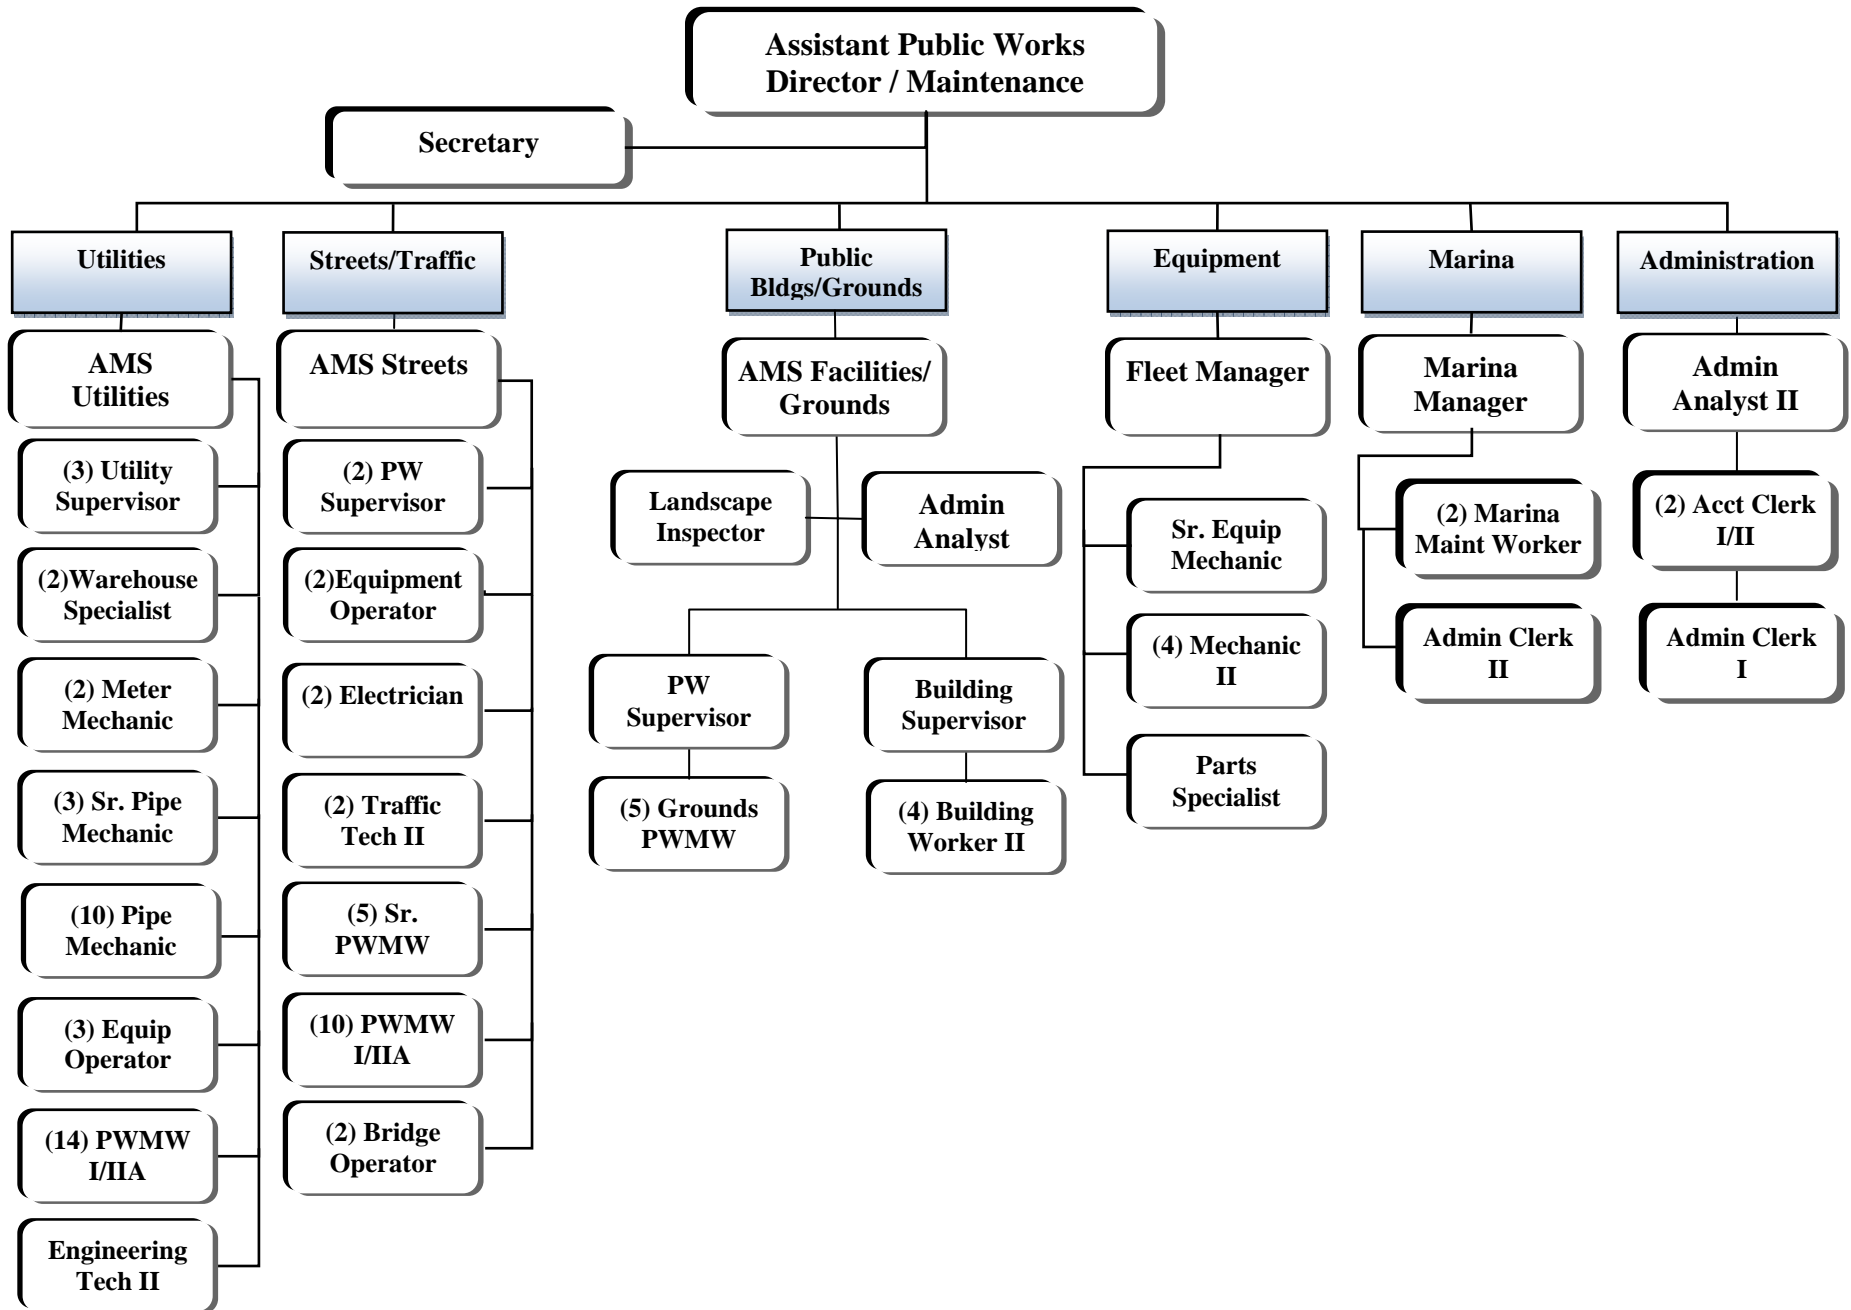 Assistant Public Works
Director / Maintenance
Secretary
Utilities
AMS
Utilities
(3) Utility
Supervisor
(2)Warehouse
Specialist
(2) Meter
Mechanic
(3) Sr. Pipe
Mechanic
(10) Pipe
Mechanic
(3) Equip
Operator
(14) PWMW
I/IIA
Engineering
Tech II
Streets/Traffic
AMS Streets
(2) PW
Supervisor
(2)Equipment
Operator
(2) Electrician
(2) Traffic
Tech II
(5) Sr.
PWMW
(10) PWMW
I/IIA
(2) Bridge
Operator
Public
Bldgs/Grounds
AMS Facilities/
Grounds
Landscape
Inspector
Admin
Analyst
PW
Supervisor
(5) Grounds
PWMW
Building
Supervisor
(4) Building
Worker II
Equipment
Fleet Manager
Sr. Equip
Mechanic
(4) Mechanic
II
Parts
Specialist
Marina
Marina
Manager
(2) Marina
Maint Worker
Admin Clerk
II
Administration
Admin
Analyst II
(2) Acct Clerk
I/II
Admin Clerk
I